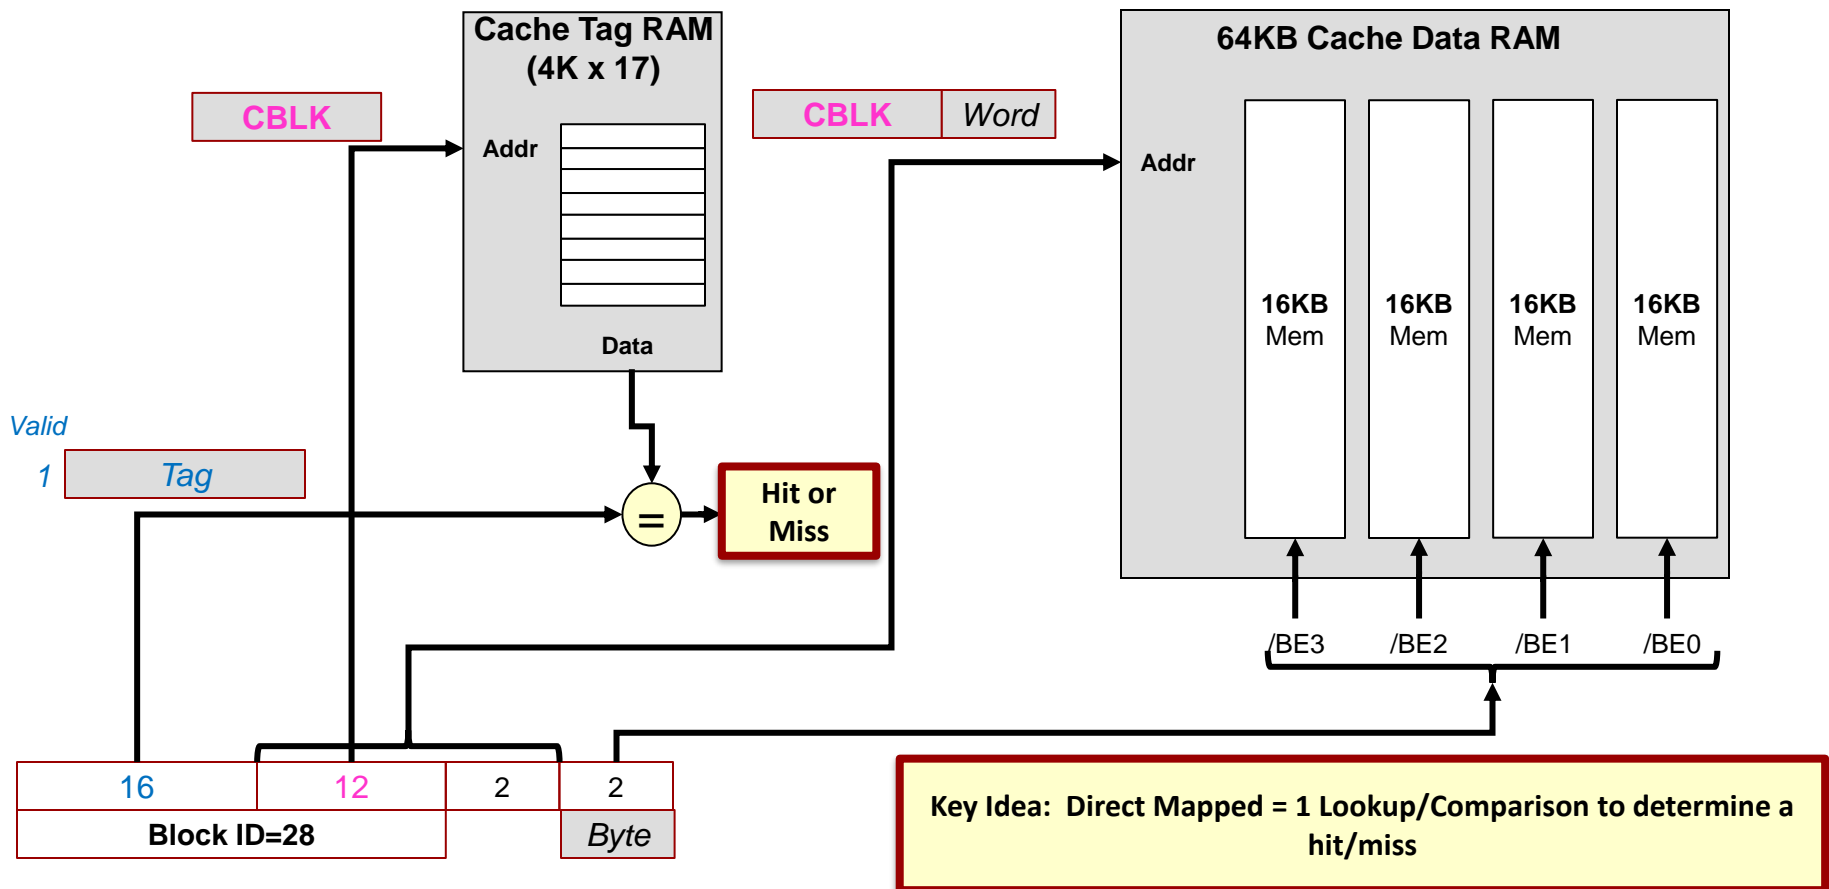 Cache Tag RAM
(4K x 17)
64KB Cache Data RAM
CBLK
CBLK Word
Addr
Addr
16KB
Mem
16KB
Mem
16KB
Mem
16KB
Mem
Data
Valid
1 Tag
=
Hit or
Miss
/BE3 /BE2 /BE1 /BE0
16 12 2 2
Block ID=28 Byte
Key Idea: Direct Mapped = 1 Lookup/Comparison to determine a
hit/miss